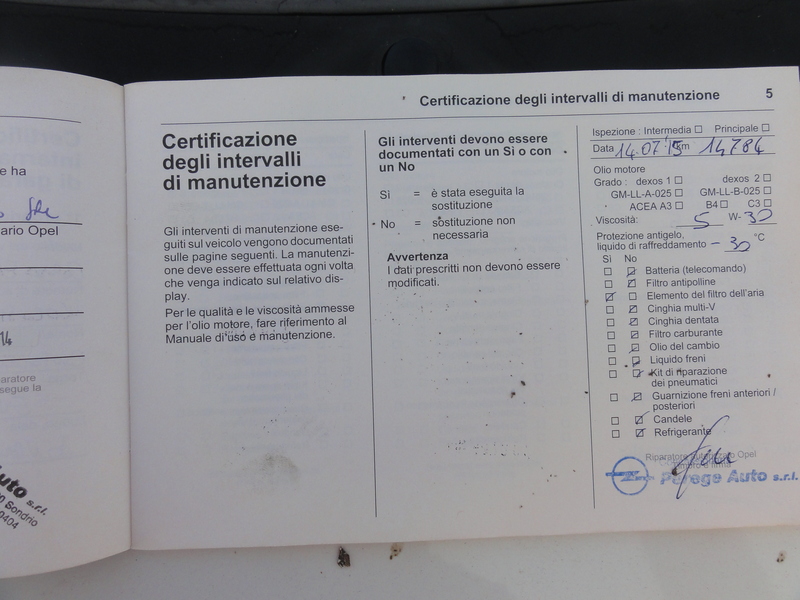 e ha
ario Opel
14
aratore
segue la
Auto s.r.l.
on Sondrio
0404
Certificazione degli intervalli di manutenzione 5
Certificazione
degli intervalli
di manutenzione
Gli interventi di manutenzione ese-
guiti sul veicolo vengono documentati
sulle pagine seguenti. La manutenzi-
one deve essere effettuata ogni volta
che venga indicato sul relativo dis-
play.
Per le qualità e le viscosità ammesse
per l'olio motore, fare riferimento al
Manuale di uso e manutenzione.
Gli interventi devono essere
documentati con un Sì o con
un No
Sì = è stata eseguita la
sostituzione
No = sostituzione non
necessaria
Avvertenza
I dati prescritti non devono essere
modificati.
Ispezione : Intermedia ☐ Principale ☐
Data 14.07.15 km 14784
Olio motore
Grado : dexos 1 ☐ dexos 2 ☐
GM-LL-A-025 ☐ GM-LL-B-025 ☐
ACEA A3 ☐ B4 ☐ C3 ☐
Viscosità: 5 W- 30
Protezione antigelo,
liquido di raffreddamento - 30 °C
Sì No
☐ ☑ Batteria (telecomando)
☐ ☑ Filtro antipolline
☑ ☐ Elemento del filtro dell'aria
☐ ☑ Cinghia multi-V
☐ ☑ Cinghia dentata
☐ ☑ Filtro carburante
☐ ☑ Olio del cambio
☐ ☑ Liquido freni
☐ ☑ Kit di riparazione
dei pneumatici
☐ ☑ Guarnizione freni anteriori /
posteriori
☐ ☑ Candele
☐ ☑ Refrigerante
Riparatore Autorizzato Opel
Timbro e firma
Perege Auto s.r.l.